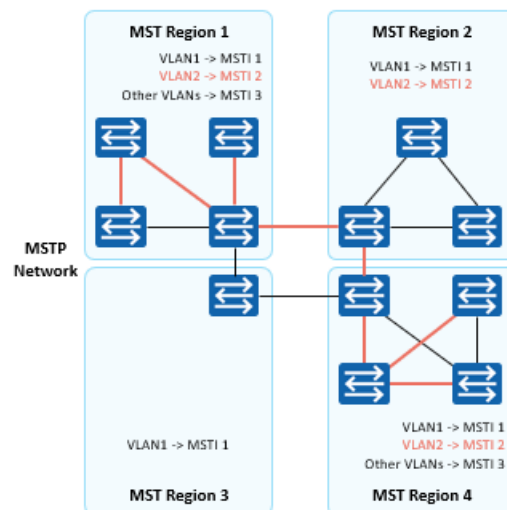 MST Region 1
VLAN1 -> MSTI 1
VLAN2 -> MSTI 2
Other VLANs -> MSTI 3
MST Region 2
VLAN1 -> MSTI 1
VLAN2 -> MSTI 2
MSTP
Network
VLAN1 -> MSTI 1
MST Region 3
VLAN1 -> MSTI 1
VLAN2 -> MSTI 2
Other VLANs -> MSTI 3
MST Region 4